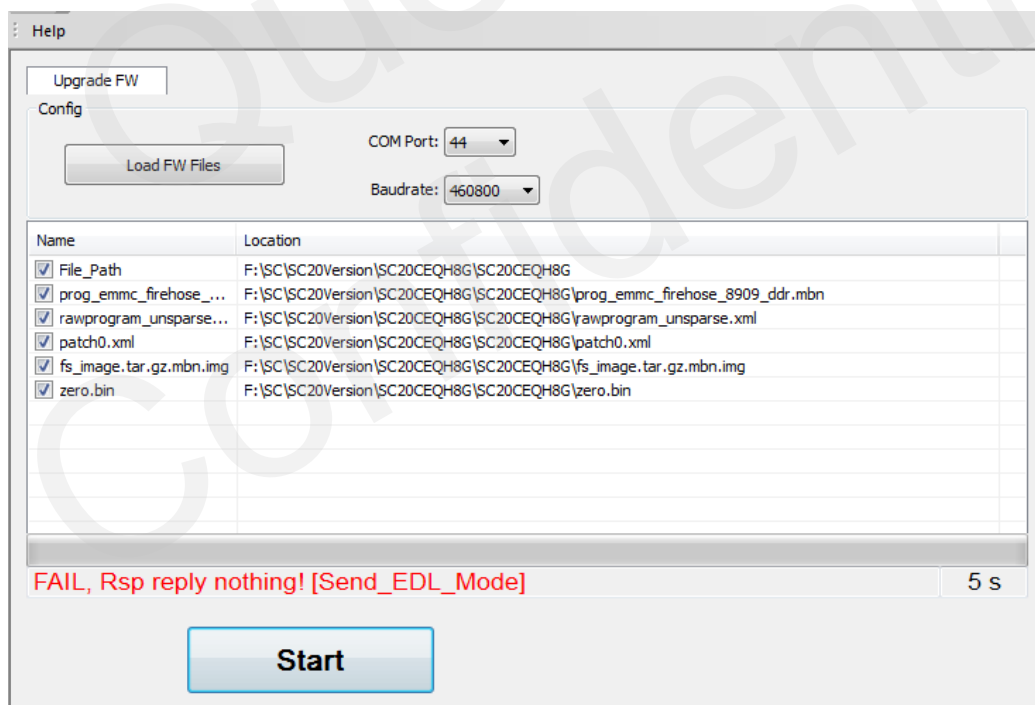 Help
Upgrade FW
Config
Load FW Files
COM Port: 44
Baudrate: 460800
Name Location
File_Path F:\SC\SC20Version\SC20CEQH8G\SC20CEQH8G
prog_emmc_firehose_... F:\SC\SC20Version\SC20CEQH8G\SC20CEQH8G\prog_emmc_firehose_8909_ddr.mbn
rawprogram_unsparse... F:\SC\SC20Version\SC20CEQH8G\SC20CEQH8G\rawprogram_unsparse.xml
patch0.xml F:\SC\SC20Version\SC20CEQH8G\SC20CEQH8G\patch0.xml
fs_image.tar.gz.mbn.img F:\SC\SC20Version\SC20CEQH8G\SC20CEQH8G\fs_image.tar.gz.mbn.img
zero.bin F:\SC\SC20Version\SC20CEQH8G\SC20CEQH8G\zero.bin
FAIL, Rsp reply nothing! [Send_EDL_Mode] 5 s
Start